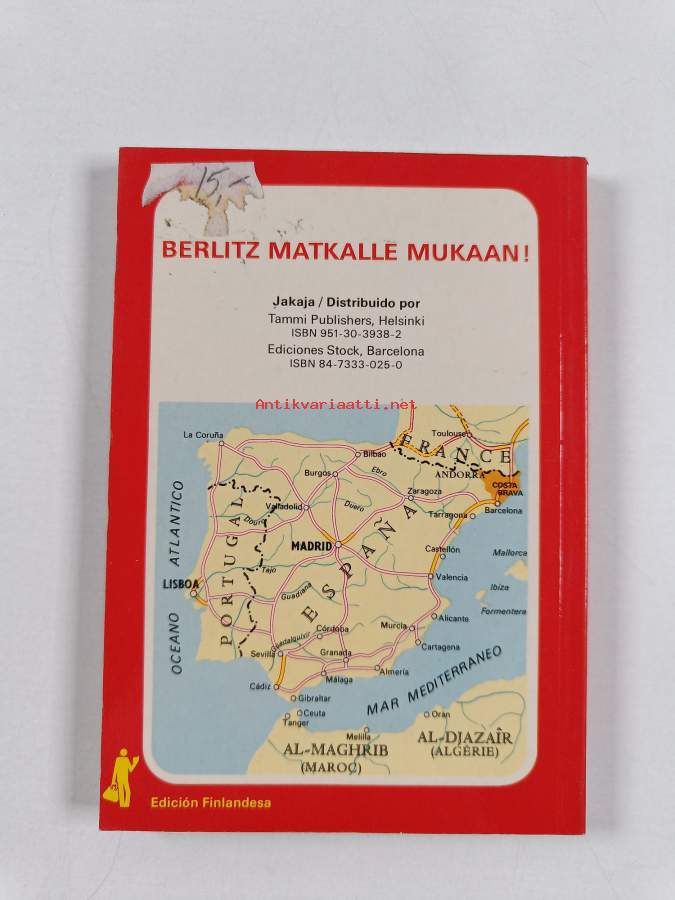 15,-
BERLITZ MATKALLE MUKAAN!
Jakaja / Distribuido por
Tammi Publishers, Helsinki
ISBN 951-30-3938-2
Ediciones Stock, Barcelona
ISBN 84-7333-025-0
Antikvariaatti.net
La Coruña
Bilbao
Toulouse
FRANCE
ANDORRA
Burgos
Ebro
Zaragoza
COSTA
BRAVA
Barcelona
Valladolid
Duero
Douro
Tarragona
OCEANO ATLANTICO
PORTUGAL
ESPAÑA
MADRID
Castellón
Mallorca
Tajo
LISBOA
Valencia
Ibiza
Guadiana
Formentera
Alicante
Murcia
Córdoba
Guadalquivir
Cartagena
Sevilla
Granada
Almería
Málaga
MAR MEDITERRANEO
Cádiz
Gibraltar
Ceuta
Tanger
Oran
Melilla
AL-DJAZAÎR
(ALGÉRIE)
AL-MAGHRIB
(MAROC)
Edición Finlandesa